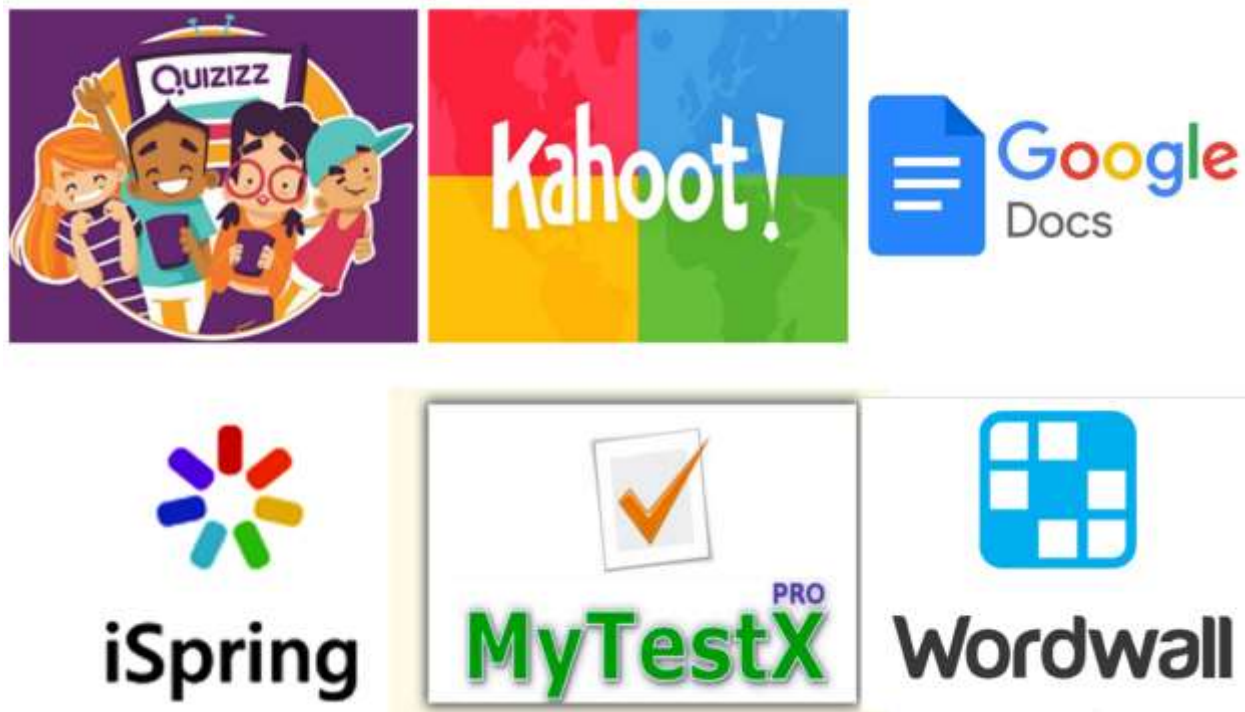 QUIZIZZ
Kahoot!
Google
Docs
iSpring
PRO
MyTestX
Wordwall